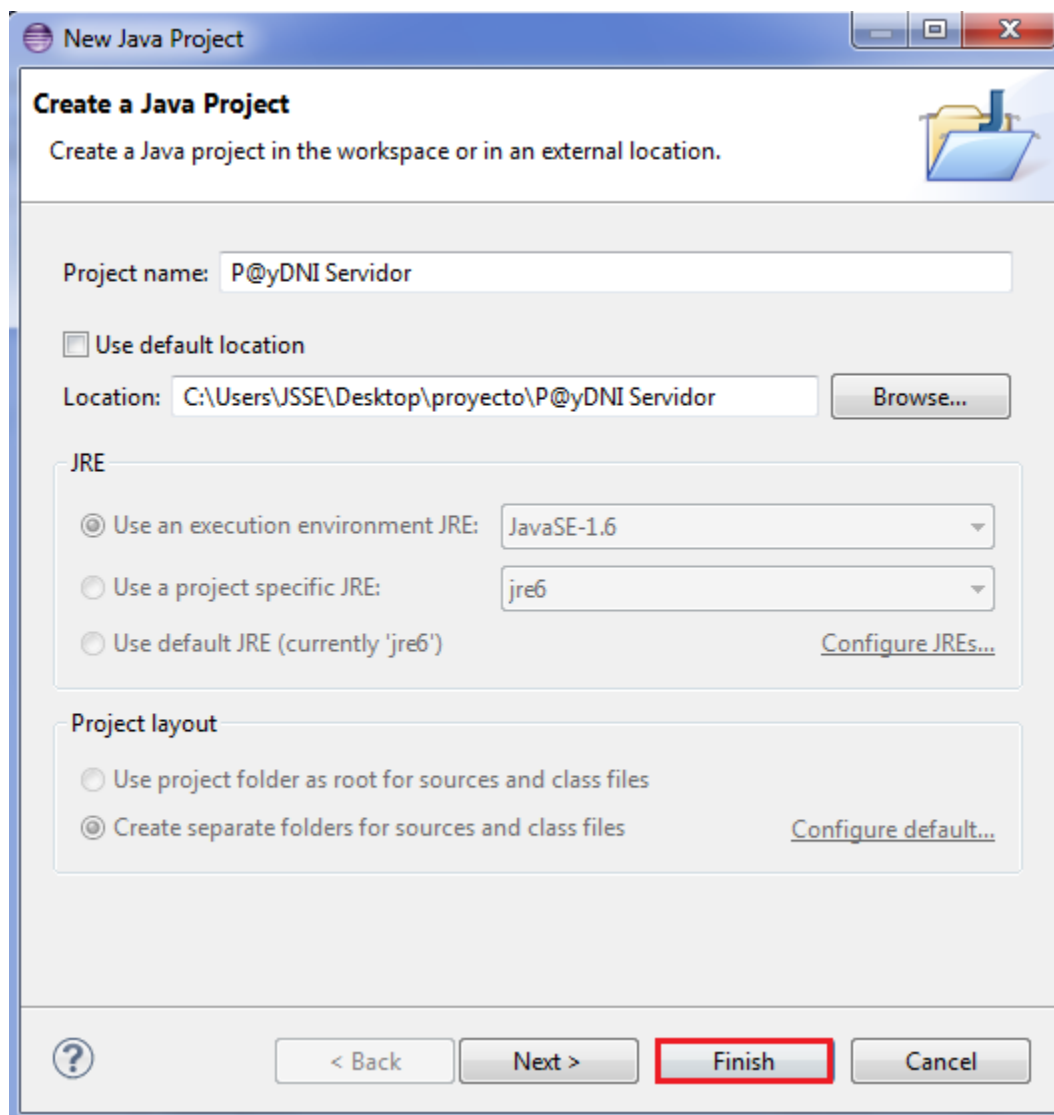 New Java Project
Create a Java Project
Create a Java project in the workspace or in an external location.
Project name: P@yDNI Servidor
Use default location
Location: C:\Users\JSSE\Desktop\proyecto\P@yDNI Servidor Browse...
JRE
Use an execution environment JRE: JavaSE-1.6
Use a project specific JRE: jre6
Use default JRE (currently 'jre6') Configure JREs...
Project layout
Use project folder as root for sources and class files
Create separate folders for sources and class files Configure default...
? < Back Next > Finish Cancel